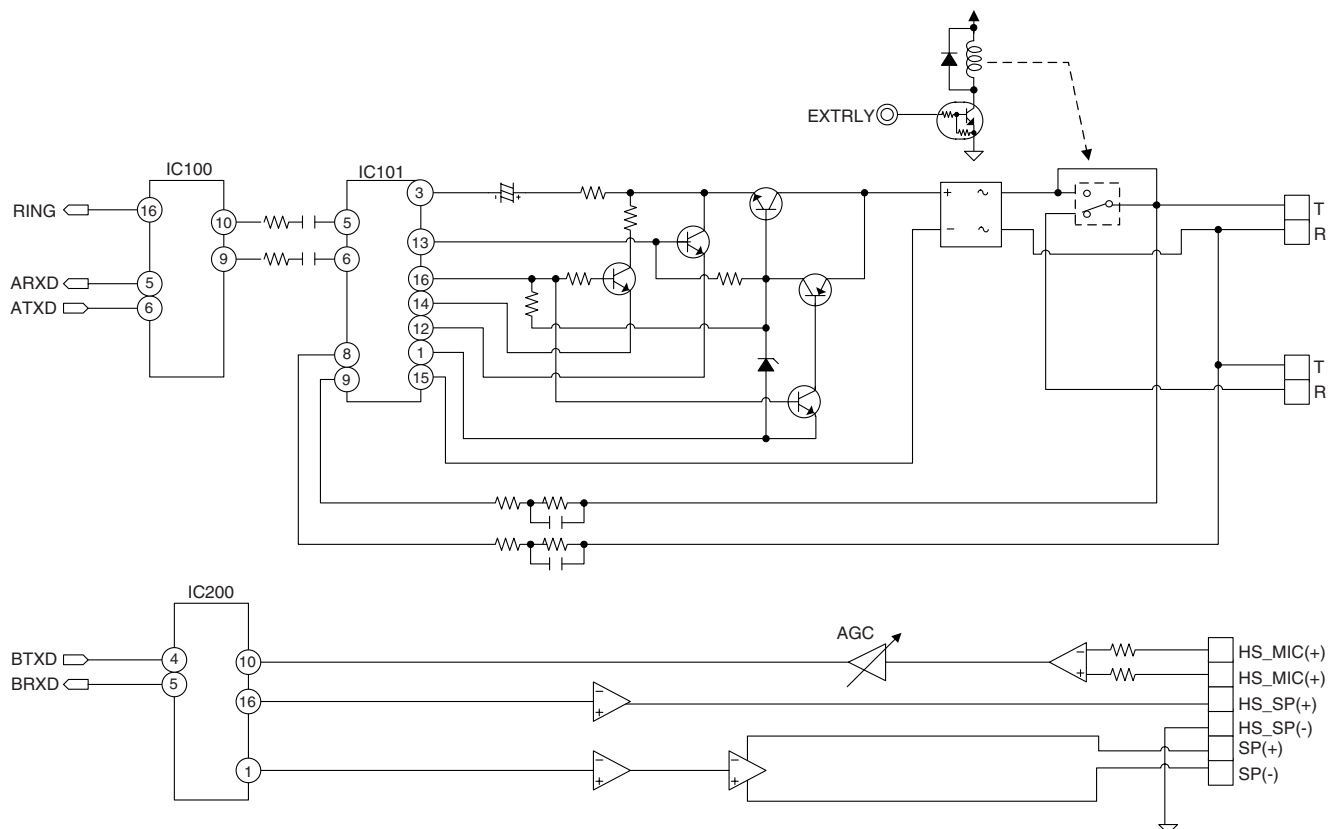 EXTRLY
IC100
IC101
RING
16
10
9
5
6
ARXD
ATXD
5
6
8
9
3
13
16
14
12
1
15
+
~
−
~
T
R
T
R
IC200
BTXD
BRXD
4
5
10
16
1
AGC
−
+
−
+
−
+
−
+
HS_MIC(+)
HS_MIC(+)
HS_SP(+)
HS_SP(-)
SP(+)
SP(-)